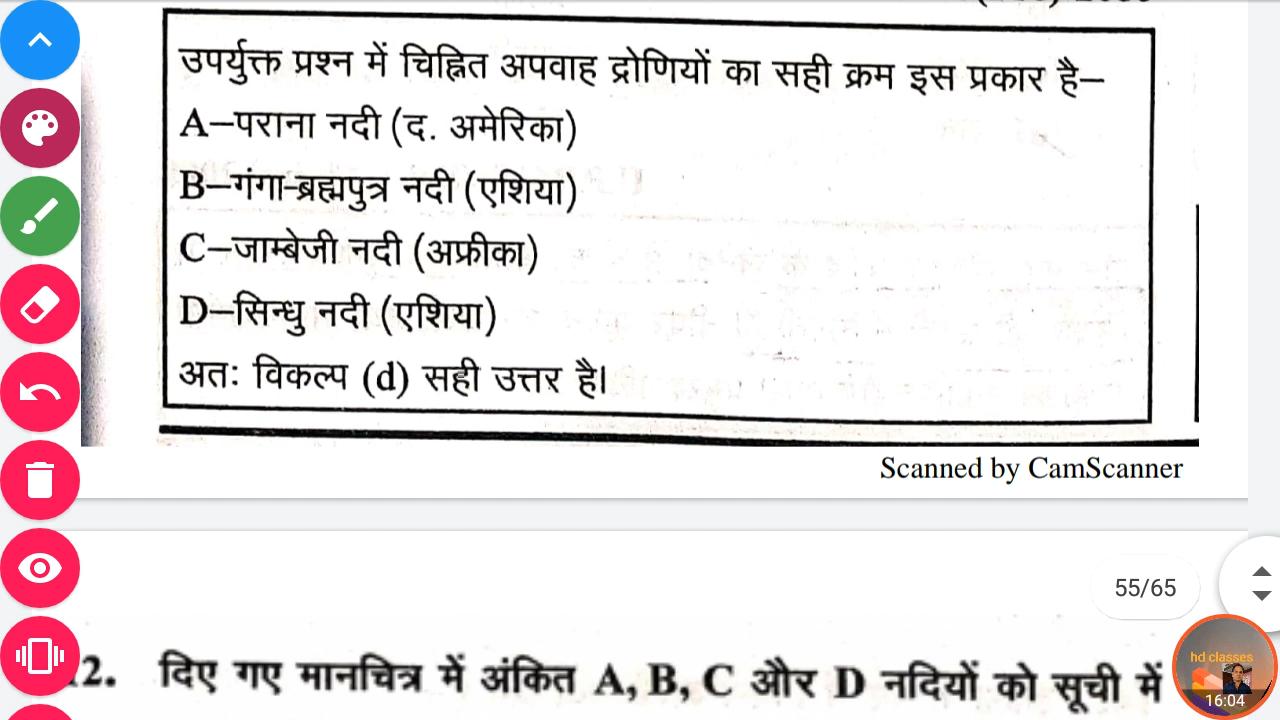 उपर्युक्त प्रश्न में चिह्नित अपवाह द्रोणियों का सही क्रम इस प्रकार है–
A–पराना नदी (द. अमेरिका)
B–गंगा-ब्रह्मपुत्र नदी (एशिया)
C–जाम्बेजी नदी (अफ्रीका)
D–सिन्धु नदी (एशिया)
अतः विकल्प (d) सही उत्तर है।
Scanned by CamScanner
55/65
2. दिए गए मानचित्र में अंकित A, B, C और D नदियों को सूची में
hd classes
16:04